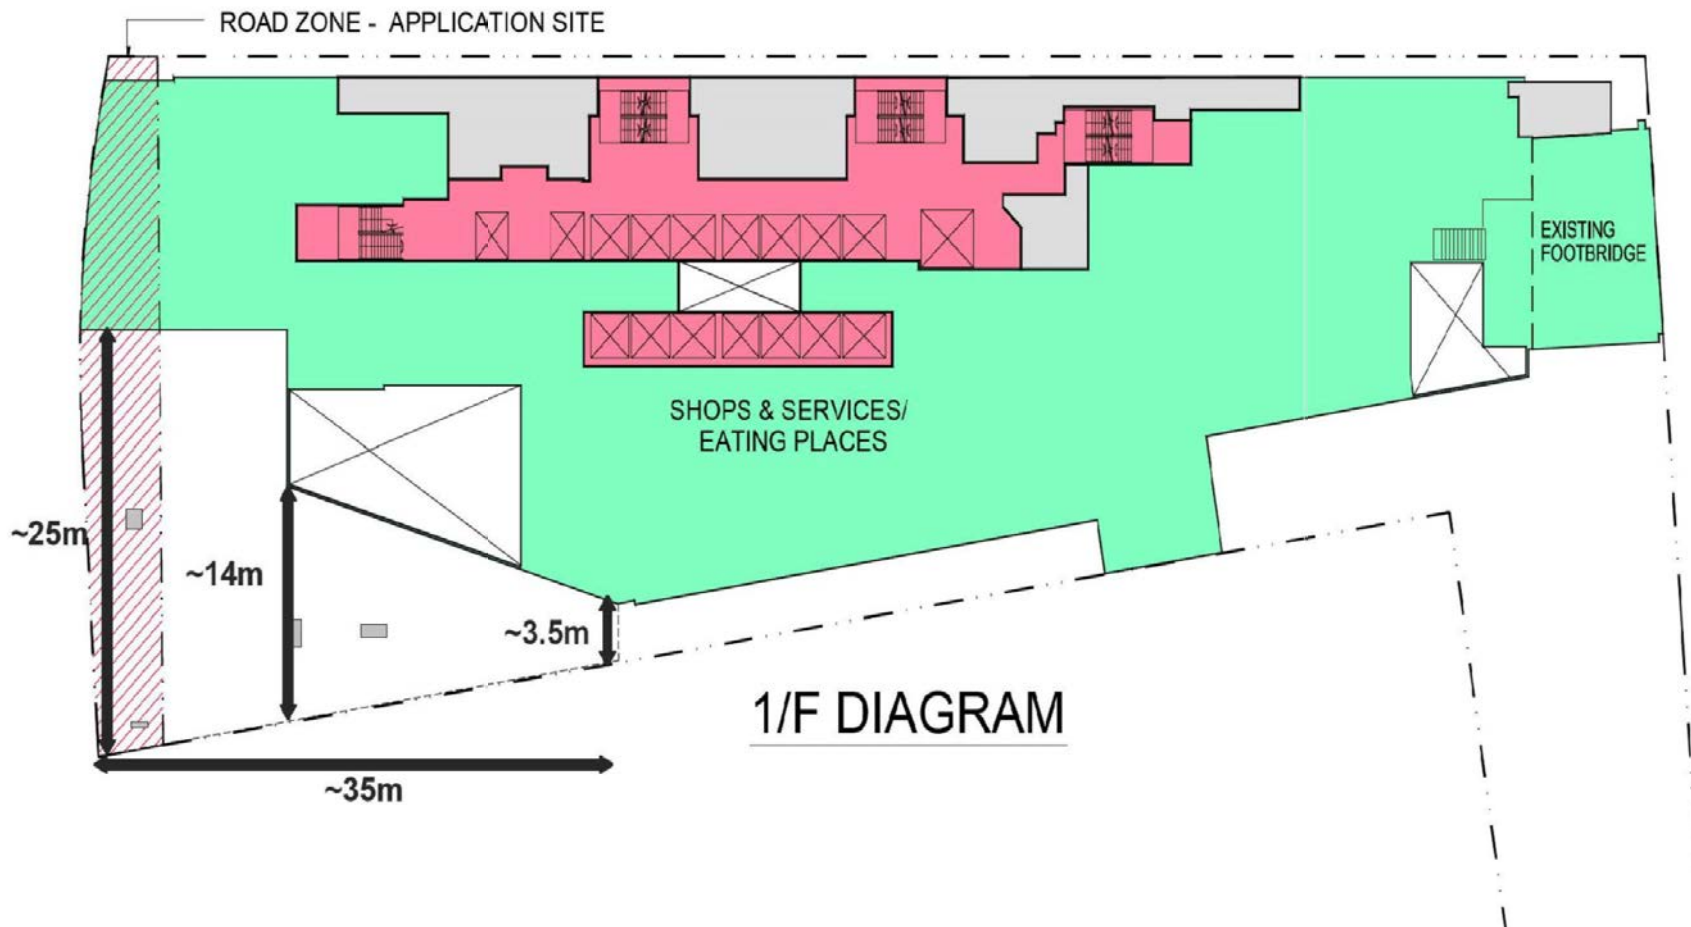 ROAD ZONE - APPLICATION SITE
EXISTING
FOOTBRIDGE
SHOPS & SERVICES/
EATING PLACES
~25m
~14m
~3.5m
1/F DIAGRAM
~35m